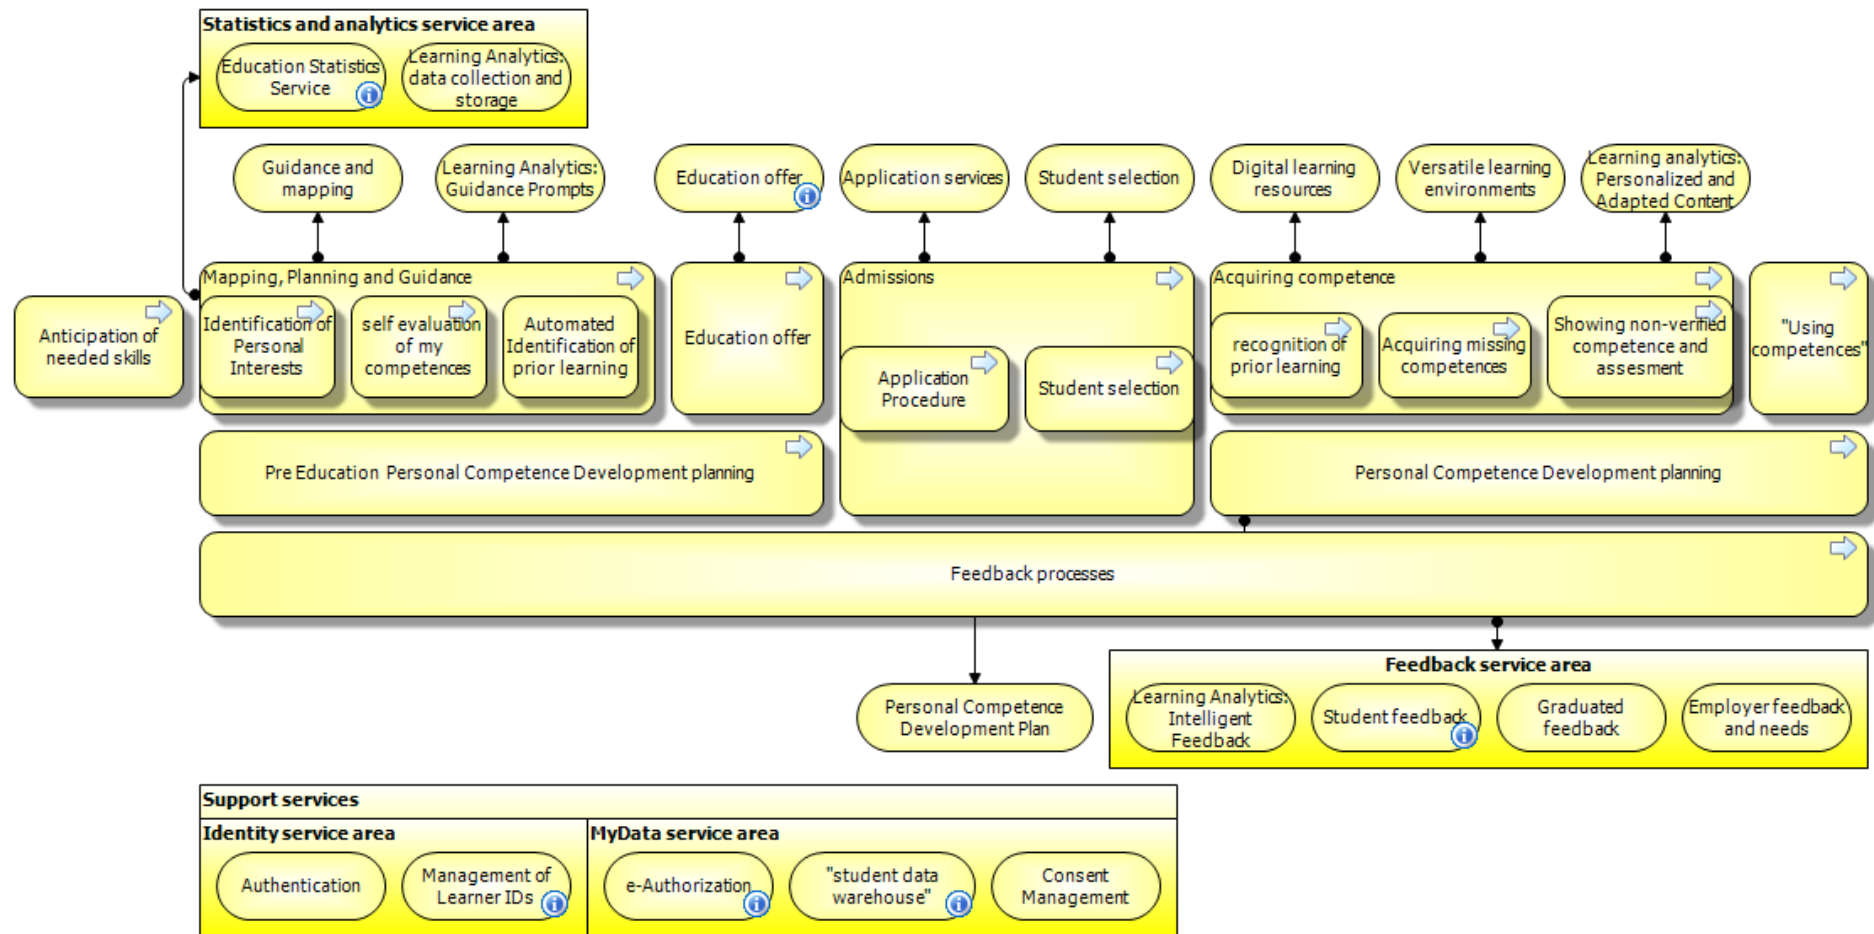 Statistics and analytics service area
Education Statistics
Service
Learning Analytics:
data collection and
storage
Guidance and
mapping
Learning Analytics:
Guidance Prompts
Education offer
Application services
Student selection
Digital learning
resources
Versatile learning
environments
Learning analytics:
Personalized and
Adapted Content
Anticipation of
needed skills
Mapping, Planning and Guidance
Identification of
Personal
Interests
self evaluation
of my
competences
Automated
Identification of
prior learning
Education offer
Admissions
Application
Procedure
Student selection
Acquiring competence
recognition of
prior learning
Acquiring missing
competences
Showing non-verified
competence and
assesment
"Using
competences"
Pre Education Personal Competence Development planning
Personal Competence Development planning
Feedback processes
Personal Competence
Development Plan
Feedback service area
Learning Analytics:
Intelligent
Feedback
Student feedback
Graduated
feedback
Employer feedback
and needs
Support services
Identity service area
Authentication
Management of
Learner IDs
MyData service area
e-Authorization
"student data
warehouse"
Consent
Management